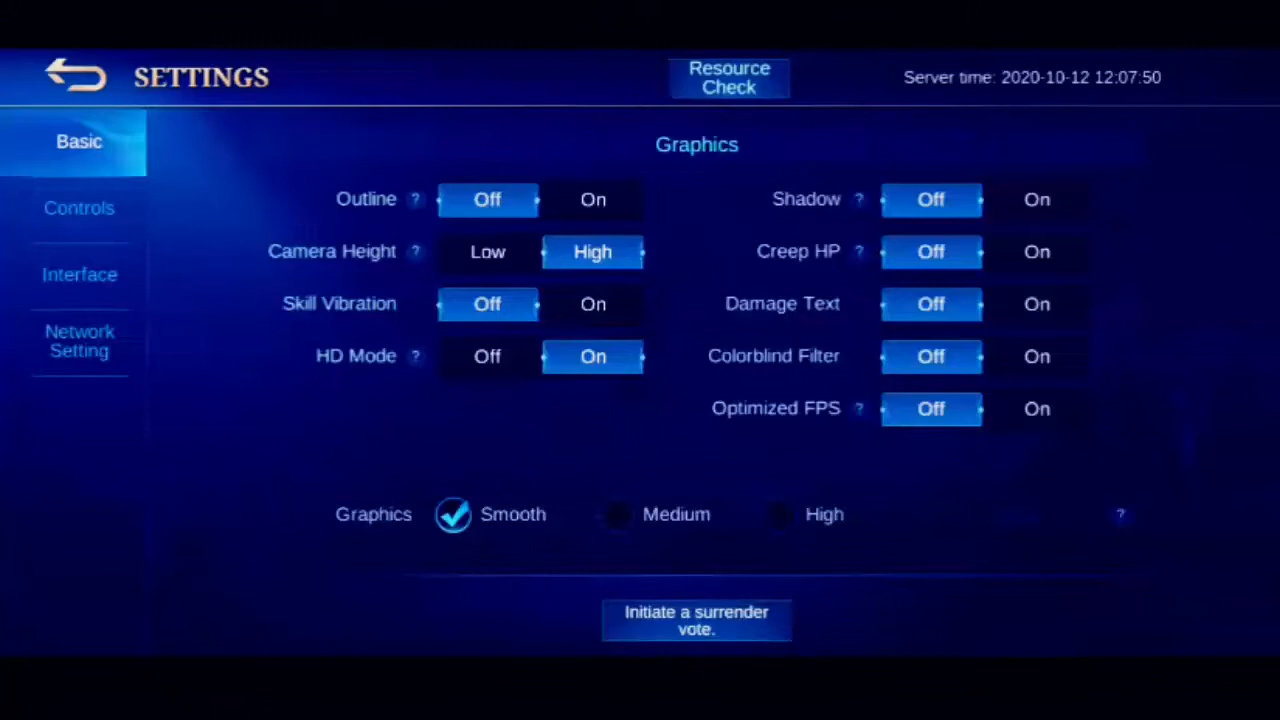 SETTINGS
Resource
Check
Server time: 2020-10-12 12:07:50
Basic
Controls
Interface
Network
Setting
Graphics
Outline ? Off On
Shadow ? Off On
Camera Height ? Low High
Creep HP ? Off On
Skill Vibration Off On
Damage Text Off On
HD Mode ? Off On
Colorblind Filter Off On
Optimized FPS ? Off On
Graphics Smooth Medium High ?
Initiate a surrender
vote.